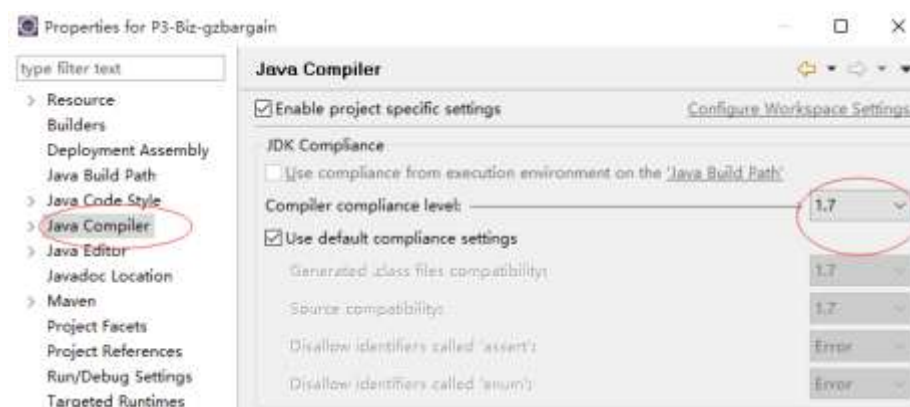 Properties for P3-Biz-gzbargain
type filter text
Java Compiler
Resource
Builders
Deployment Assembly
Java Build Path
Java Code Style
Java Compiler
Java Editor
Javadoc Location
Maven
Project Facets
Project References
Run/Debug Settings
Targeted Runtimes
Enable project specific settings
Configure Workspace Settings
JDK Compliance
Use compliance from execution environment on the 'Java Build Path'
Compiler compliance level: 1.7
Use default compliance settings
Generated .class files compatibility: 1.7
Source compatibility: 1.7
Disallow identifiers called 'assert': Error
Disallow identifiers called 'enum': Error